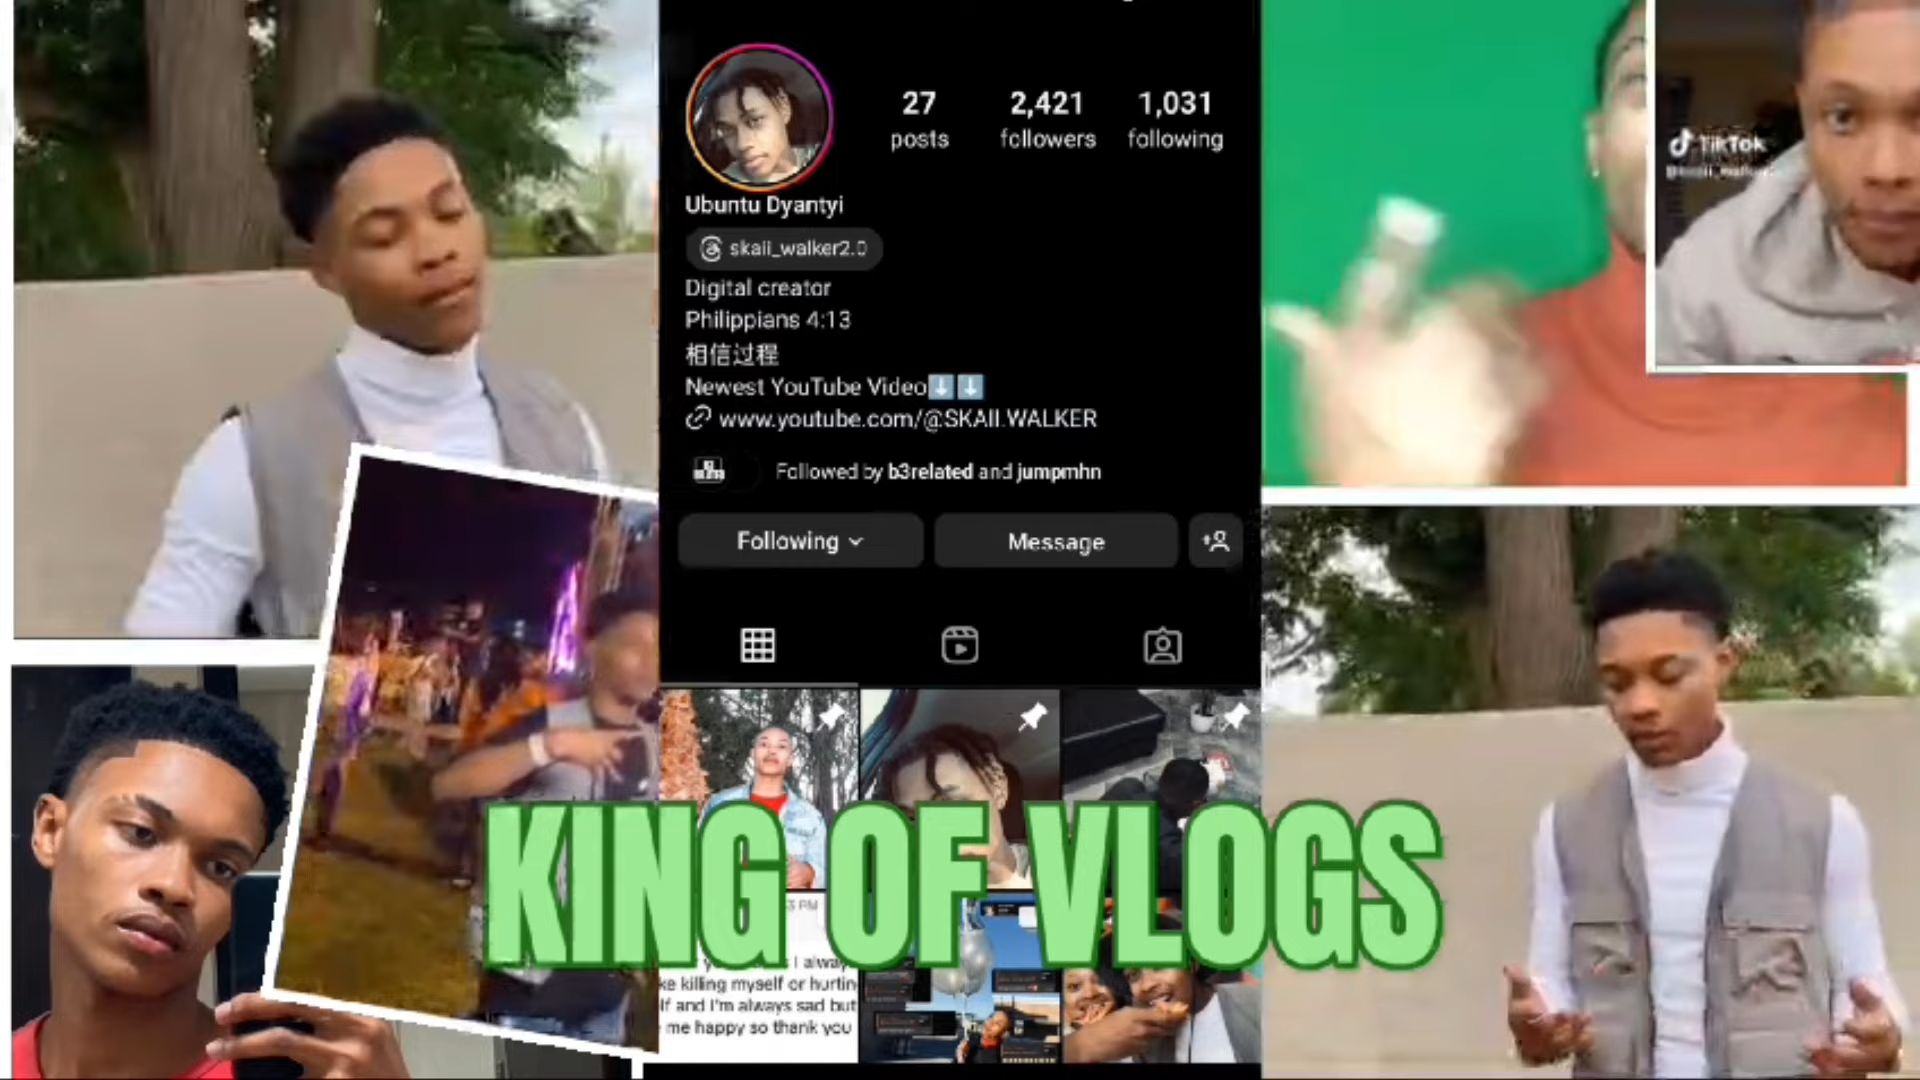 27
posts
2,421
followers
1,031
following
Ubuntu Dyantyi
skaii_walker2.0
Digital creator
Philippians 4:13
相信过程
Newest YouTube Video⬇️⬇️
www.youtube.com/@SKAII.WALKER
Followed by b3related and jumpmhn
Following
Message
TikTok
KING OF VLOGS
I alway
ke killing myself or hurtin
lf and I'm always sad but
me happy so thank you